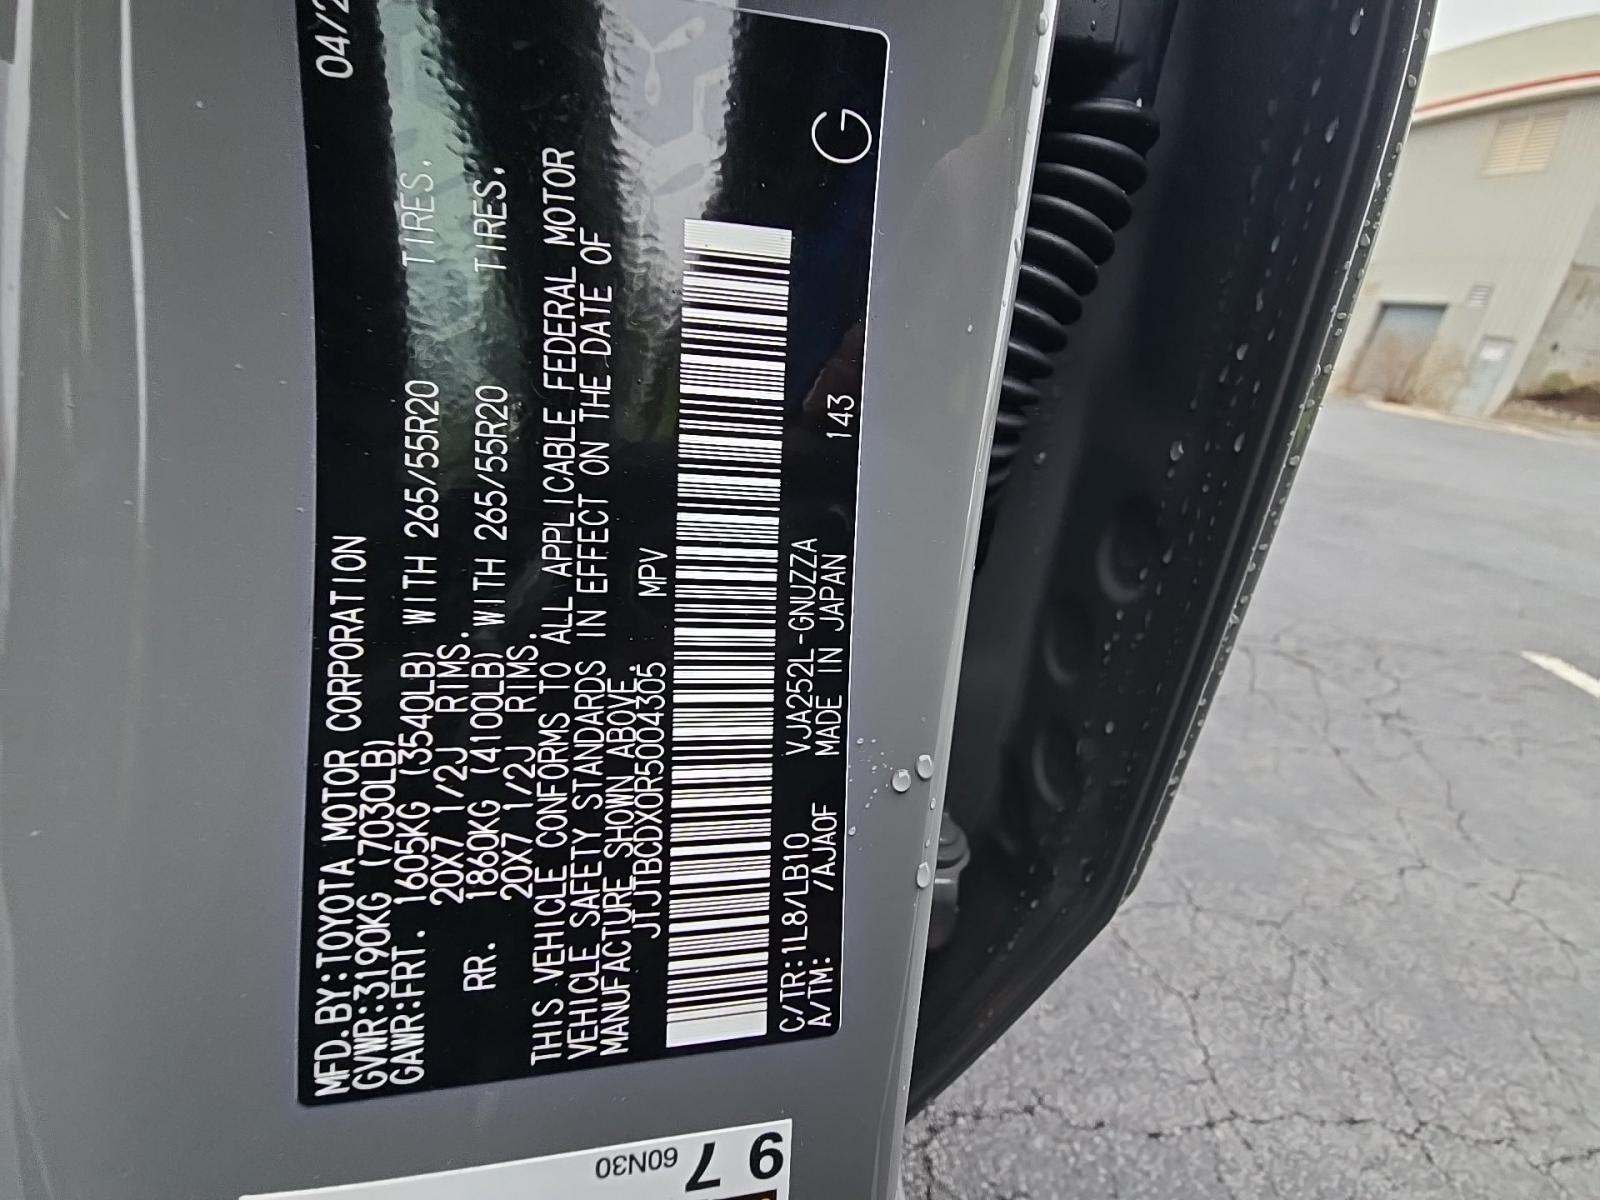 MFD.BY:TOYOTA MOTOR CORPORATION 04/2
GVWR:3190KG (7030LB)
GAWR:FRT. 1605KG (3540LB) WITH 265/55R20 TIRES.
20X7 1/2J RIMS.
RR. 1860KG (4100LB) WITH 265/55R20 TIRES.
20X7 1/2J RIMS.
THIS VEHICLE CONFORMS TO ALL APPLICABLE FEDERAL MOTOR
VEHICLE SAFETY STANDARDS IN EFFECT ON THE DATE OF
MANUFACTURE SHOWN ABOVE.
JTJTBCDX0R5004305 MPV
C/TR:1L8/LB10 VJA252L-GNUZZA
A/TM: /AJA0F MADE IN JAPAN 143
G
9 7
60N30